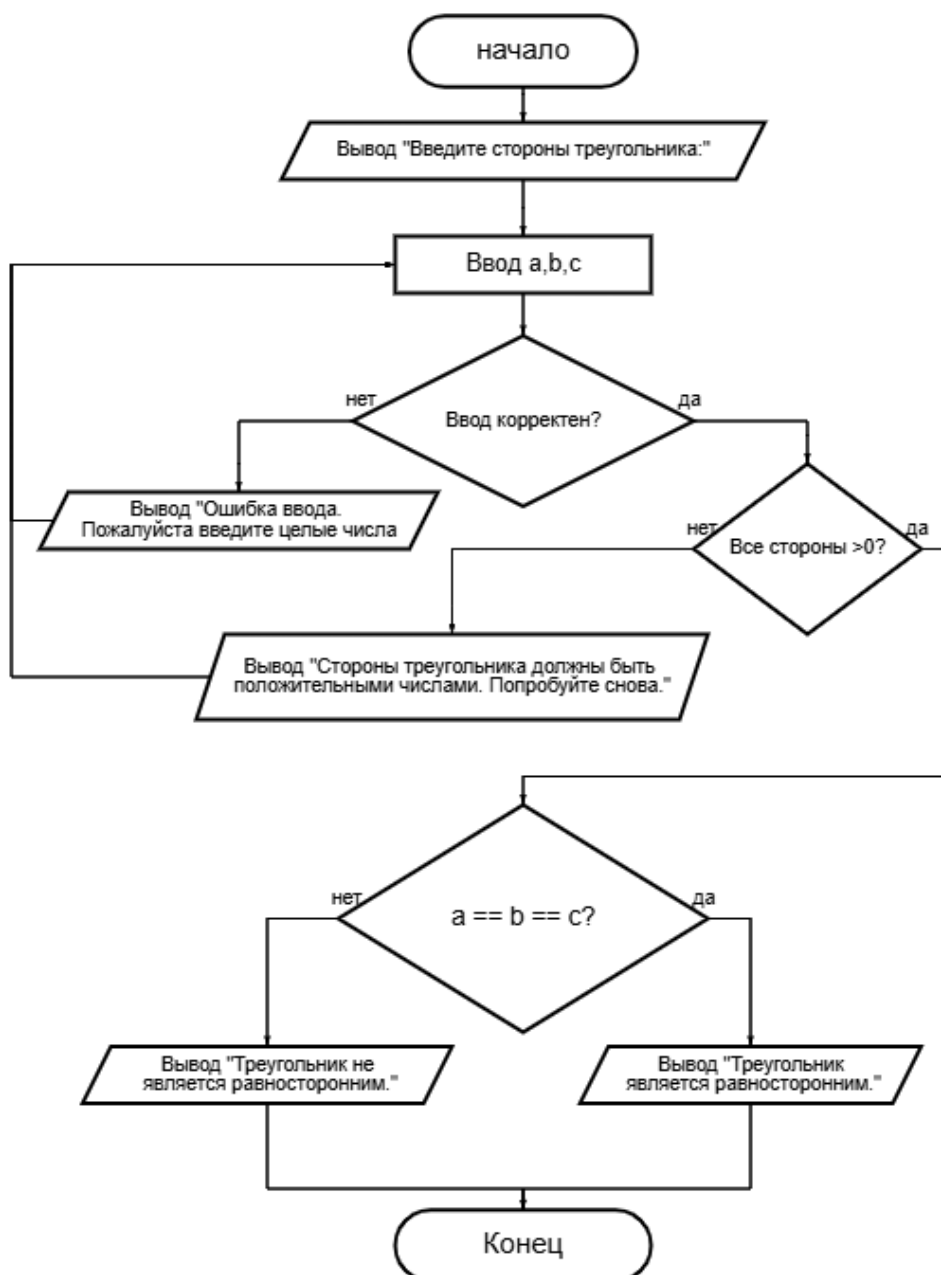 начало
Вывод "Введите стороны треугольника:"
Ввод a,b,c
нет
да
Ввод корректен?
Вывод "Ошибка ввода.
Пожалуйста введите целые числа
нет
да
Все стороны >0?
Вывод "Стороны треугольника должны быть
положительными числами. Попробуйте снова."
нет
да
a == b == c?
Вывод "Треугольник не
является равносторонним."
Вывод "Треугольник
является равносторонним."
Конец